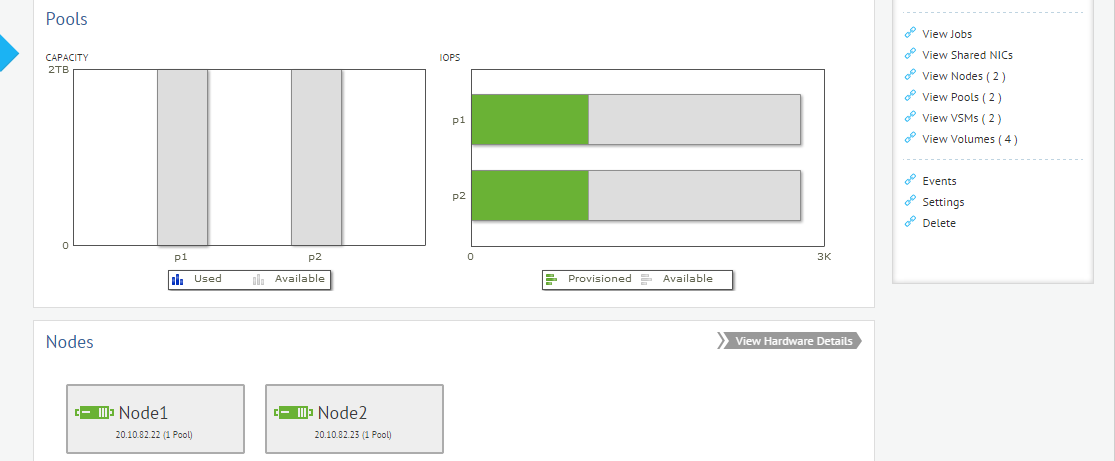 Pools
CAPACITY
2TB
0
p1
p2
Used
Available
IOPS
p1
p2
0
3K
Provisioned
Available
Nodes
View Hardware Details
Node1
20.10.82.22 (1 Pool)
Node2
20.10.82.23 (1 Pool)
View Jobs
View Shared NICs
View Nodes ( 2 )
View Pools ( 2 )
View VSMs ( 2 )
View Volumes ( 4 )
Events
Settings
Delete